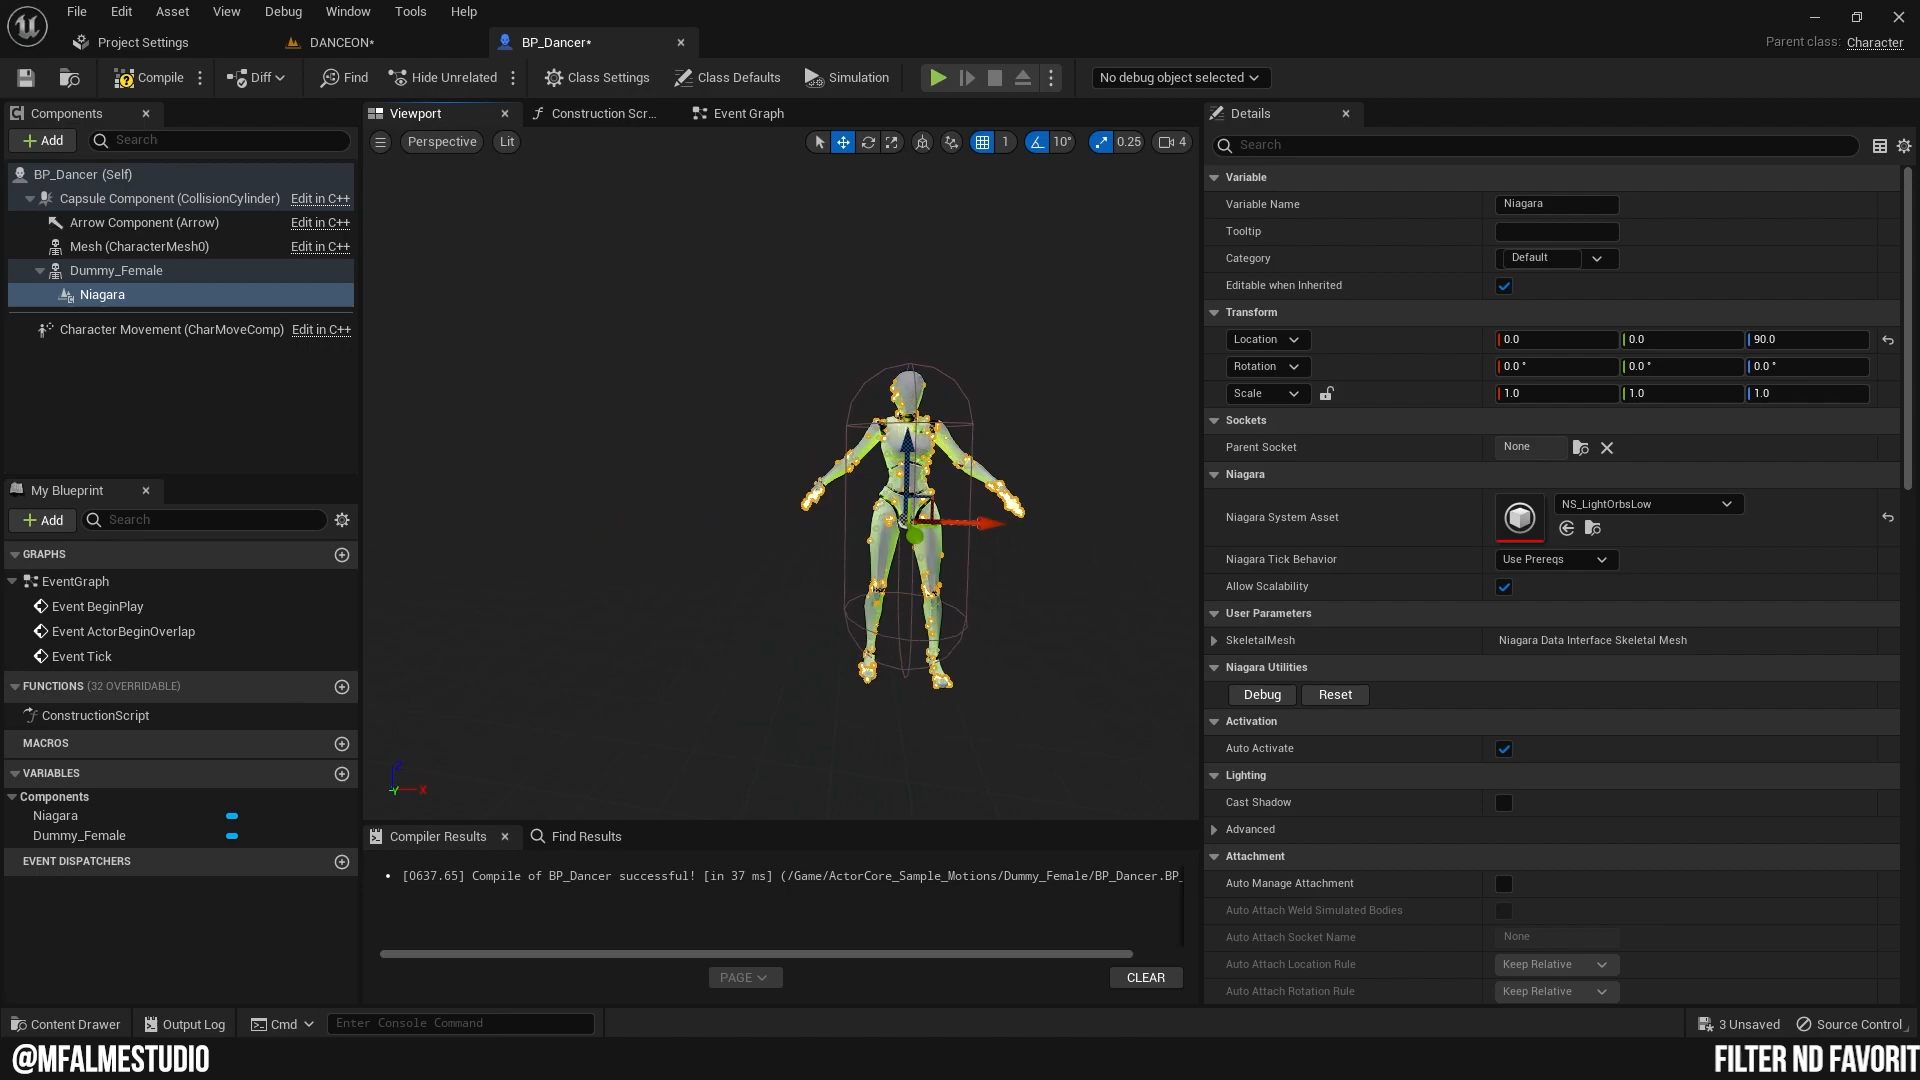 File Edit Asset View Debug Window Tools Help
Project Settings
DANCEON*
BP_Dancer*
Parent class: Character
Compile
Diff
Find
Hide Unrelated
Class Settings
Class Defaults
Simulation
No debug object selected
Components
Add
Search
BP_Dancer (Self)
Capsule Component (CollisionCylinder) Edit in C++
Arrow Component (Arrow) Edit in C++
Mesh (CharacterMesh0) Edit in C++
Dummy_Female
Niagara
Character Movement (CharMoveComp) Edit in C++
My Blueprint
Add
Search
GRAPHS
EventGraph
Event BeginPlay
Event ActorBeginOverlap
Event Tick
FUNCTIONS (32 OVERRIDABLE)
ConstructionScript
MACROS
VARIABLES
Components
Niagara
Dummy_Female
EVENT DISPATCHERS
Viewport
Construction Scr...
Event Graph
Perspective
Lit
1
10°
0.25
4
Z
Y
X
Compiler Results
Find Results
[0637.65] Compile of BP_Dancer successful! [in 37 ms] (/Game/ActorCore_Sample_Motions/Dummy_Female/BP_Dancer.BP_
PAGE
CLEAR
Details
Search
Variable
Variable Name Niagara
Tooltip
Category Default
Editable when Inherited
Transform
Location 0.0 0.0 90.0
Rotation 0.0 ° 0.0 ° 0.0 °
Scale 1.0 1.0 1.0
Sockets
Parent Socket None
Niagara
Niagara System Asset NS_LightOrbsLow
Niagara Tick Behavior Use Prereqs
Allow Scalability
User Parameters
SkeletalMesh Niagara Data Interface Skeletal Mesh
Niagara Utilities
Debug Reset
Activation
Auto Activate
Lighting
Cast Shadow
Advanced
Attachment
Auto Manage Attachment
Auto Attach Weld Simulated Bodies
Auto Attach Socket Name None
Auto Attach Location Rule Keep Relative
Auto Attach Rotation Rule Keep Relative
Content Drawer
Output Log
Cmd
Enter Console Command
3 Unsaved
Source Control
@MFALMESTUDIO
FILTER ND FAVORIT